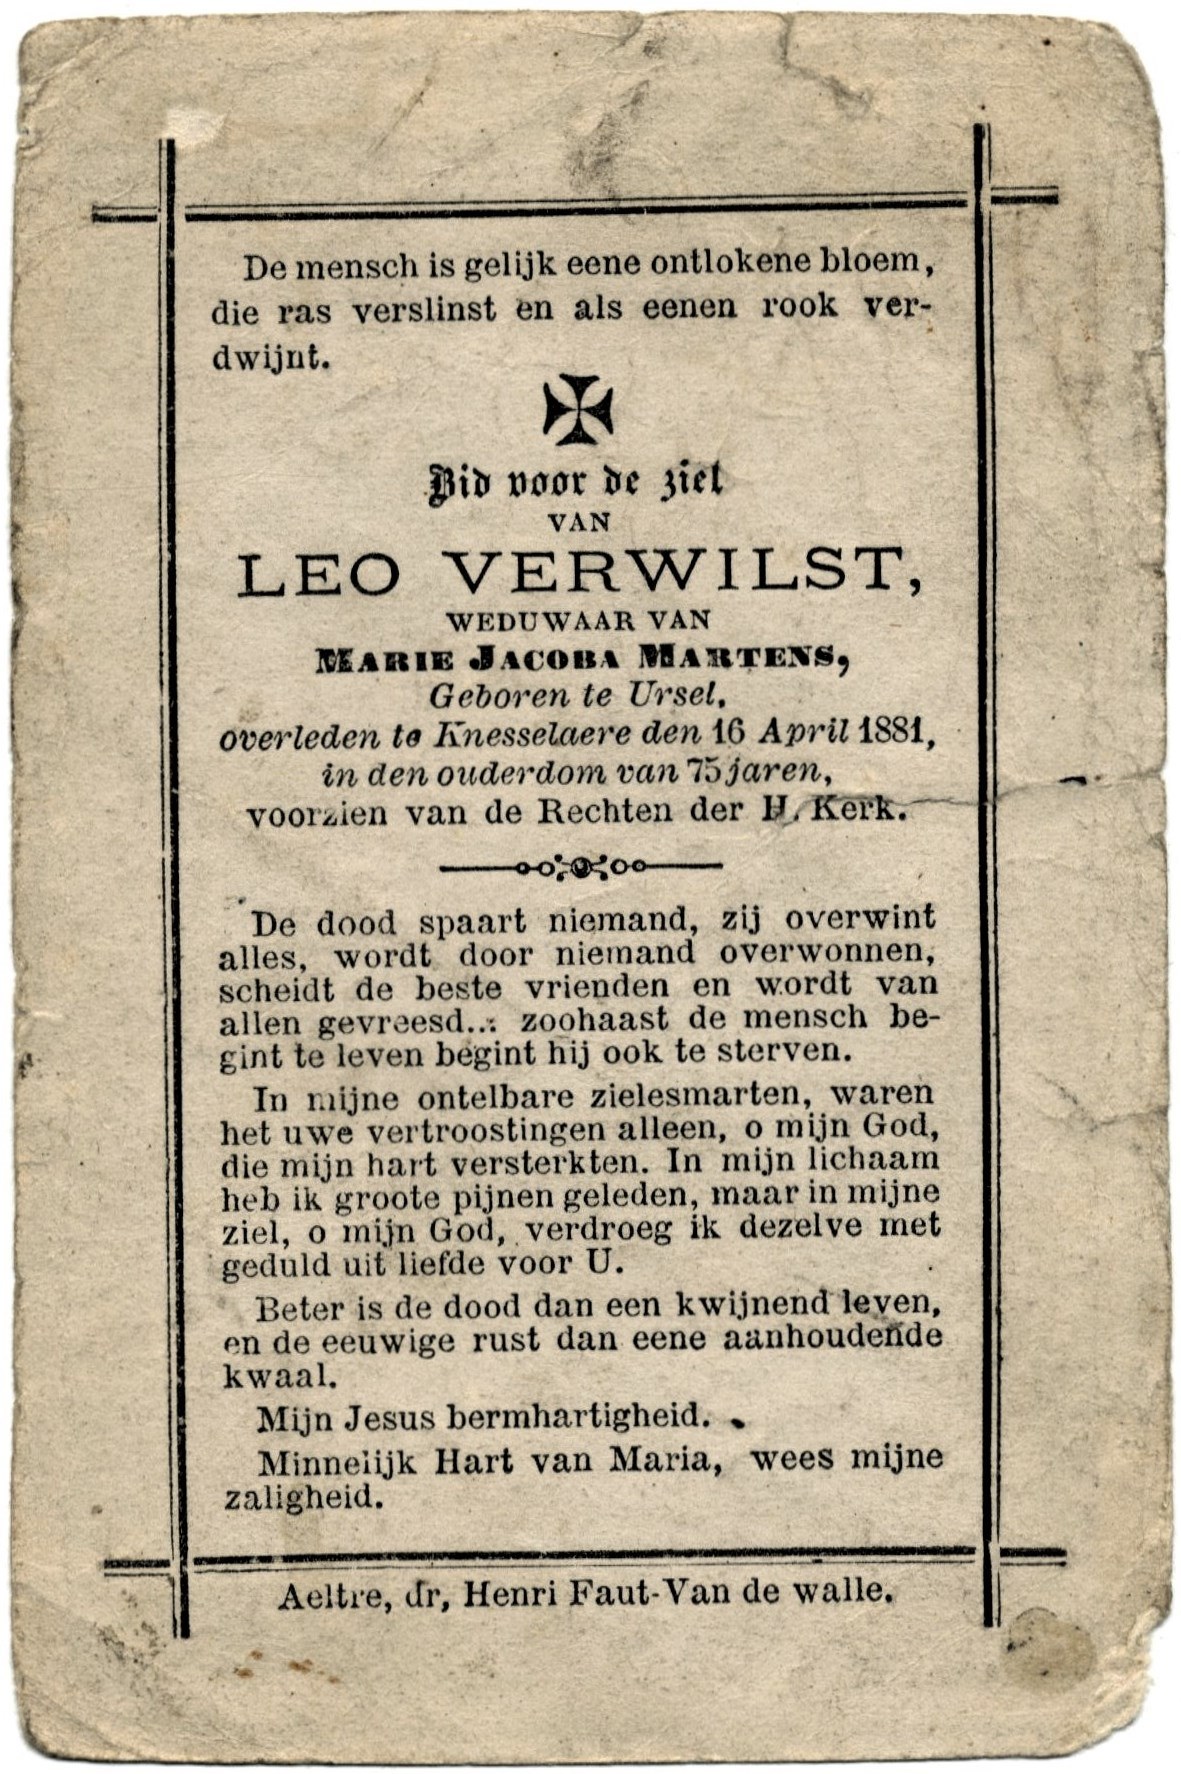 De mensch is gelijk eene ontlokene bloem,
die ras verslinst en als eenen rook ver-
dwijnt.
Bid voor de ziel
VAN
LEO VERWILST,
WEDUWAAR VAN
MARIE JACOBA MARTENS,
Geboren te Ursel,
overleden te Knesselaere den 16 April 1881,
in den ouderdom van 75 jaren,
voorzien van de Rechten der H. Kerk.
De dood spaart niemand, zij overwint
alles, wordt door niemand overwonnen,
scheidt de beste vrienden en wordt van
allen gevreesd... zoohaast de mensch be-
gint te leven begint hij ook te sterven.
In mijne ontelbare zielesmarten, waren
het uwe vertroostingen alleen, o mijn God,
die mijn hart versterkten. In mijn lichaam
heb ik groote pijnen geleden, maar in mijne
ziel, o mijn God, verdroeg ik dezelve met
geduld uit liefde voor U.
Beter is de dood dan een kwijnend leven,
en de eeuwige rust dan eene aanhoudende
kwaal.
Mijn Jesus bermhartigheid.
Minnelijk Hart van Maria, wees mijne
zaligheid.
Aeltre, dr, Henri Faut-Van de walle.